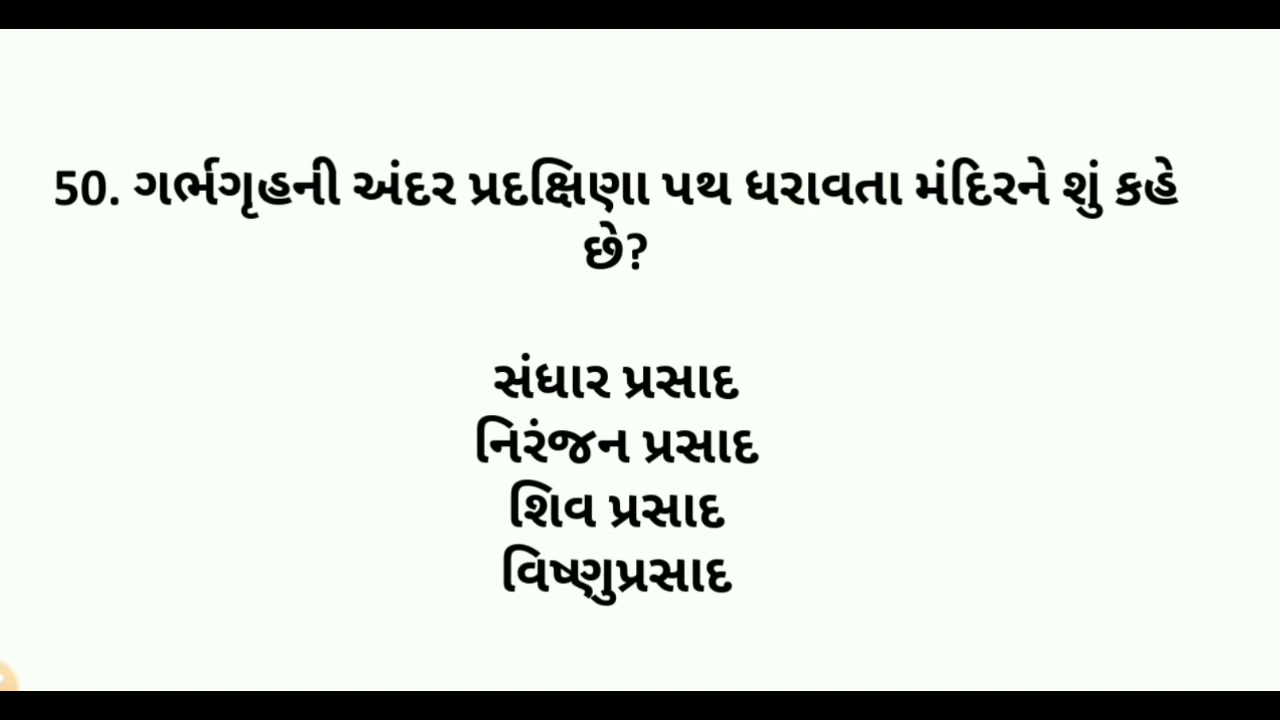 50. ગર્ભગૃહની અંદર પ્રદક્ષિણા પથ ધરાવતા મંદિરને શું કહે
છે?
સંધાર પ્રસાદ
નિરંજન પ્રસાદ
શિવ પ્રસાદ
વિષ્ણુપ્રસાદ